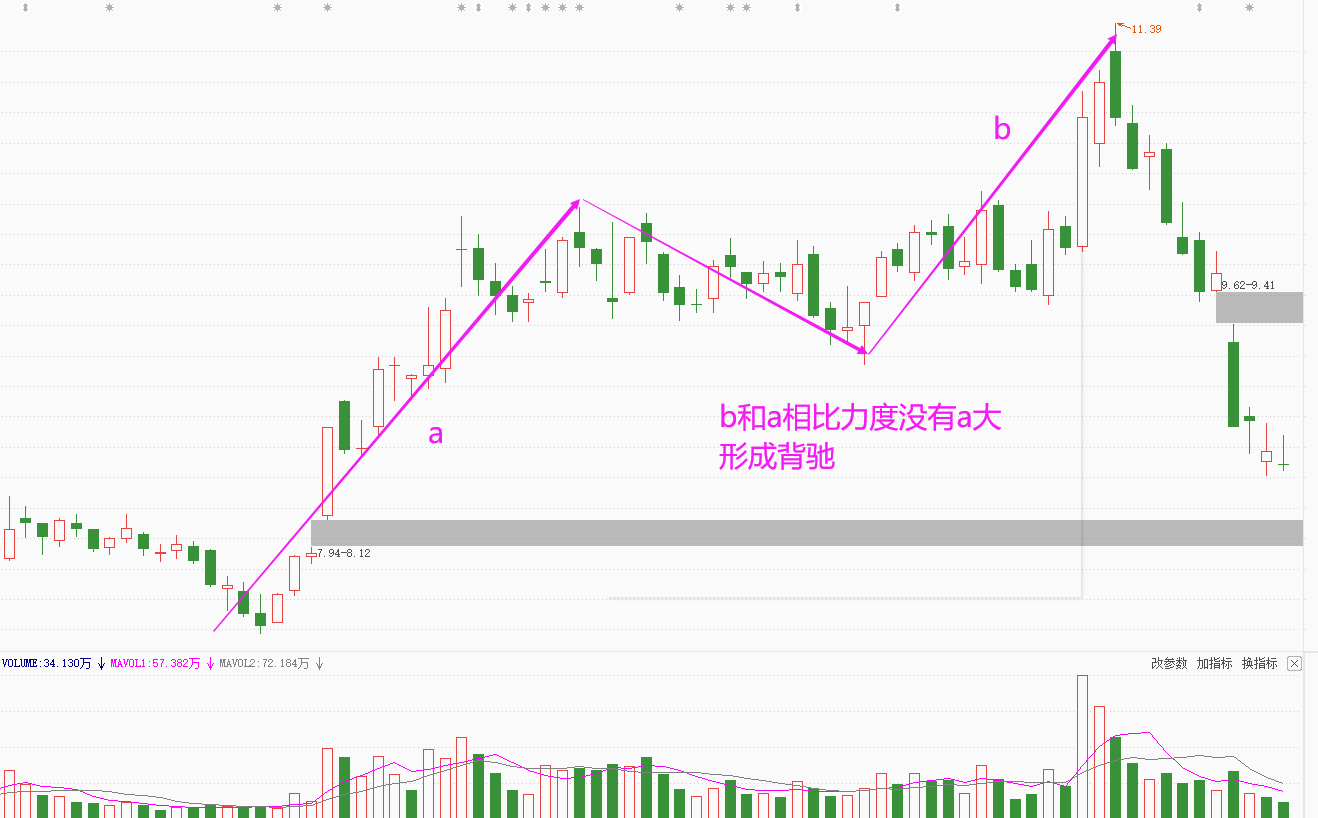 11.39
b
9.62-9.41
a
b和a相比力度没有a大
形成背驰
7.94-8.12
VOLUME:34.130万 ↓ MAVOL1:57.382万 ↓ MAVOL2:72.184万 ↓ 改参数 加指标 换指标